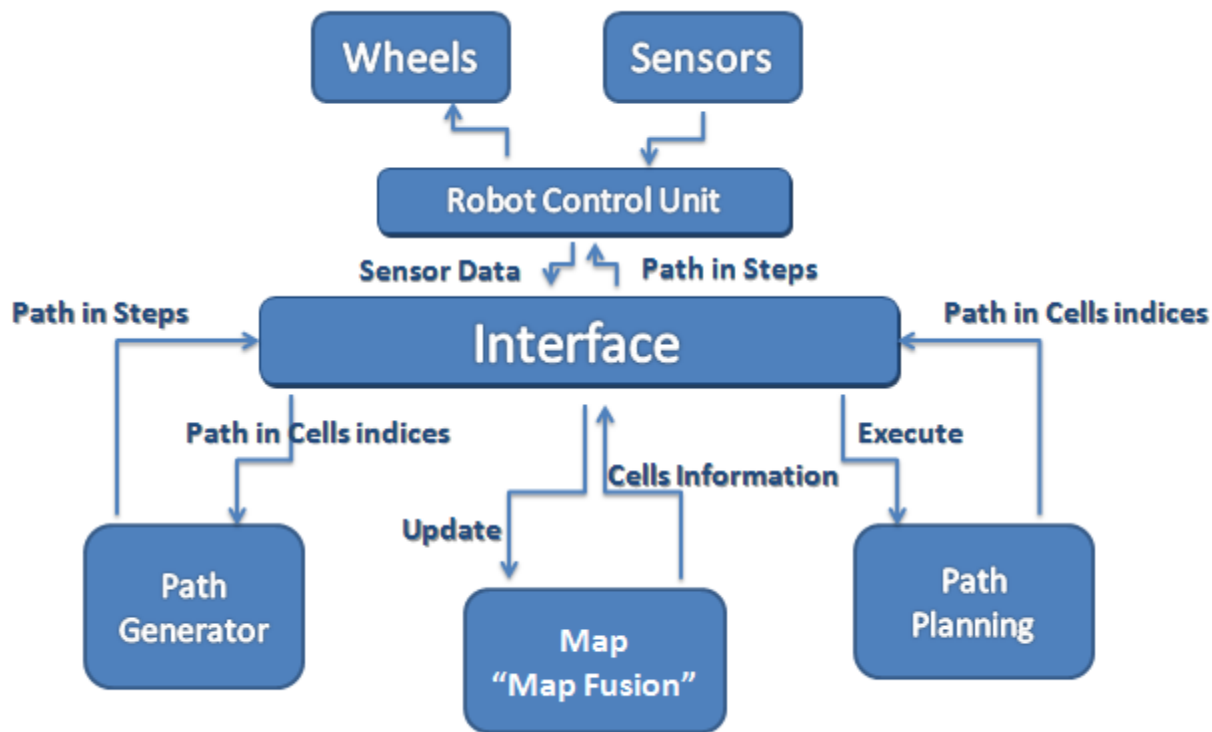 Wheels
Sensors
Robot Control Unit
Sensor Data
Path in Steps
Path in Steps
Interface
Path in Cells indices
Path in Cells indices
Execute
Cells Information
Update
Path
Generator
Map
“Map Fusion”
Path
Planning